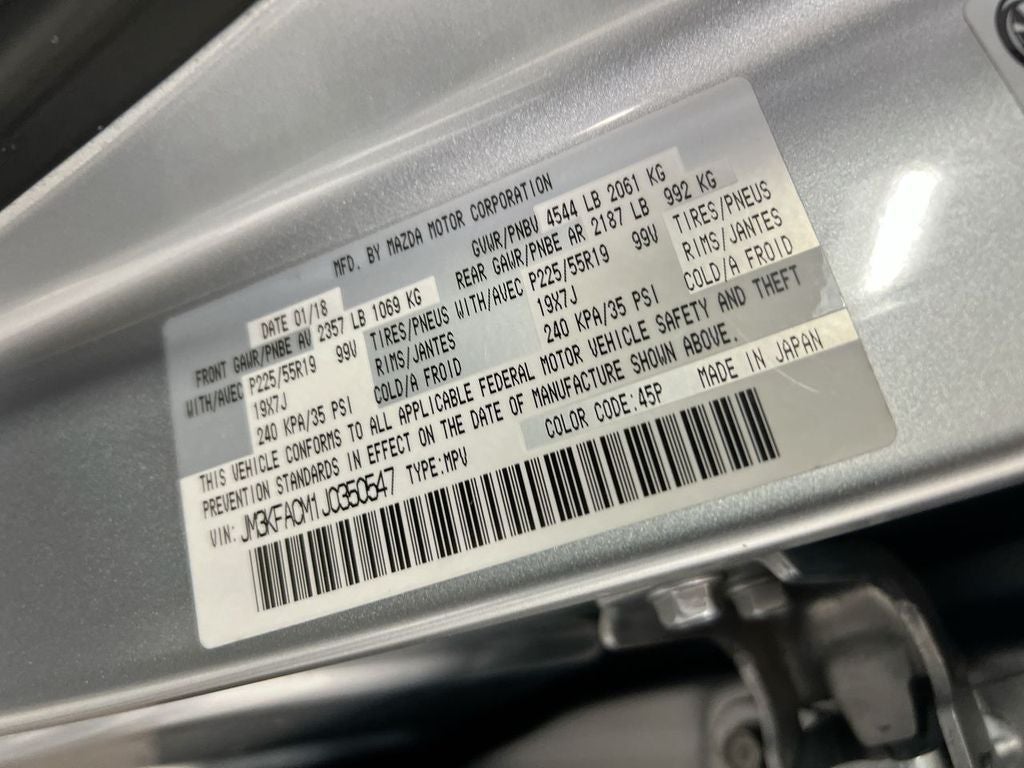 MFD. BY MAZDA MOTOR CORPORATION
DATE 01/18 GVWR/PNBV 4544 LB 2061 KG
FRONT GAWR/PNBE AV 2357 LB 1069 KG REAR GAWR/PNBE AR 2187 LB 992 KG
WITH/AVEC P225/55R19 99V TIRES/PNEUS WITH/AVEC P225/55R19 99V TIRES/PNEUS
19X7J RIMS/JANTES 19X7J RIMS/JANTES
240 KPA/35 PSI COLD/A FROID 240 KPA/35 PSI COLD/A FROID
THIS VEHICLE CONFORMS TO ALL APPLICABLE FEDERAL MOTOR VEHICLE SAFETY AND THEFT
PREVENTION STANDARDS IN EFFECT ON THE DATE OF MANUFACTURE SHOWN ABOVE.
VIN: JM3KFACM1J0350547 TYPE:MPV COLOR CODE:45P MADE IN JAPAN